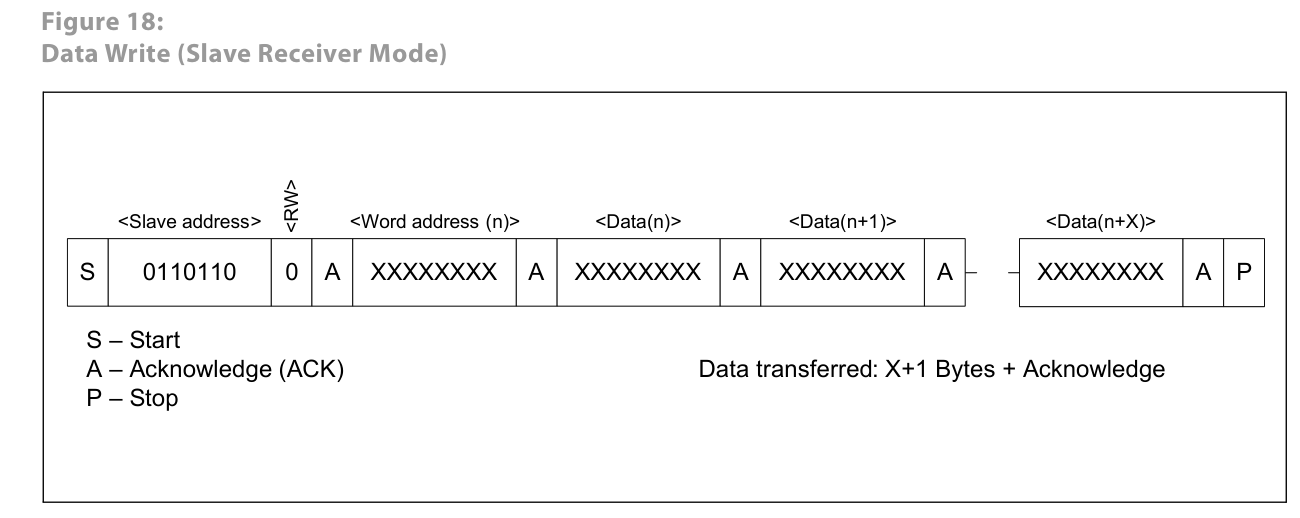 Figure 18:
Data Write (Slave Receiver Mode)
<Slave address> <RW> <Word address (n)> <Data(n)> <Data(n+1)> <Data(n+X)>
S 0110110 0 A XXXXXXXX A XXXXXXXX A XXXXXXXX A – – XXXXXXXX A P
S – Start
A – Acknowledge (ACK)
P – Stop
Data transferred: X+1 Bytes + Acknowledge